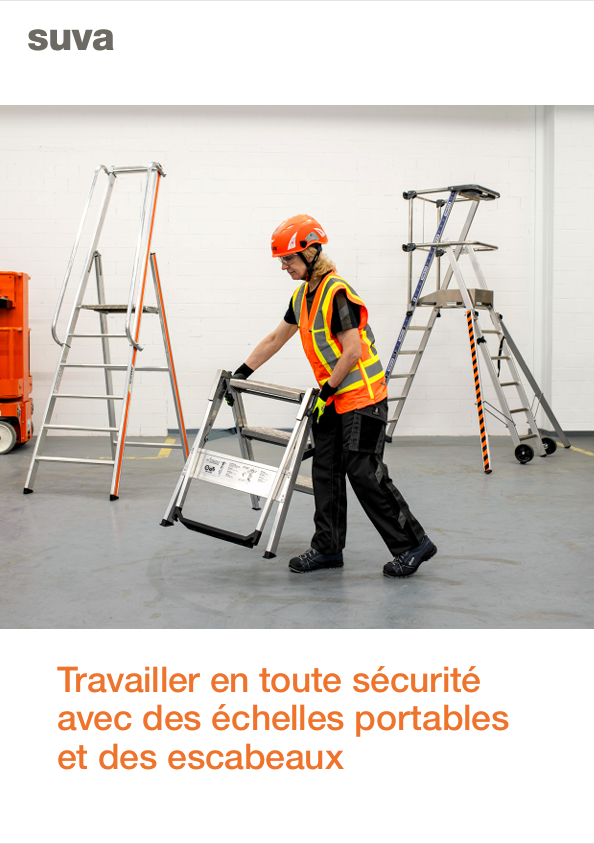 suva
Travailler en toute sécurité
avec des échelles portables
et des escabeaux